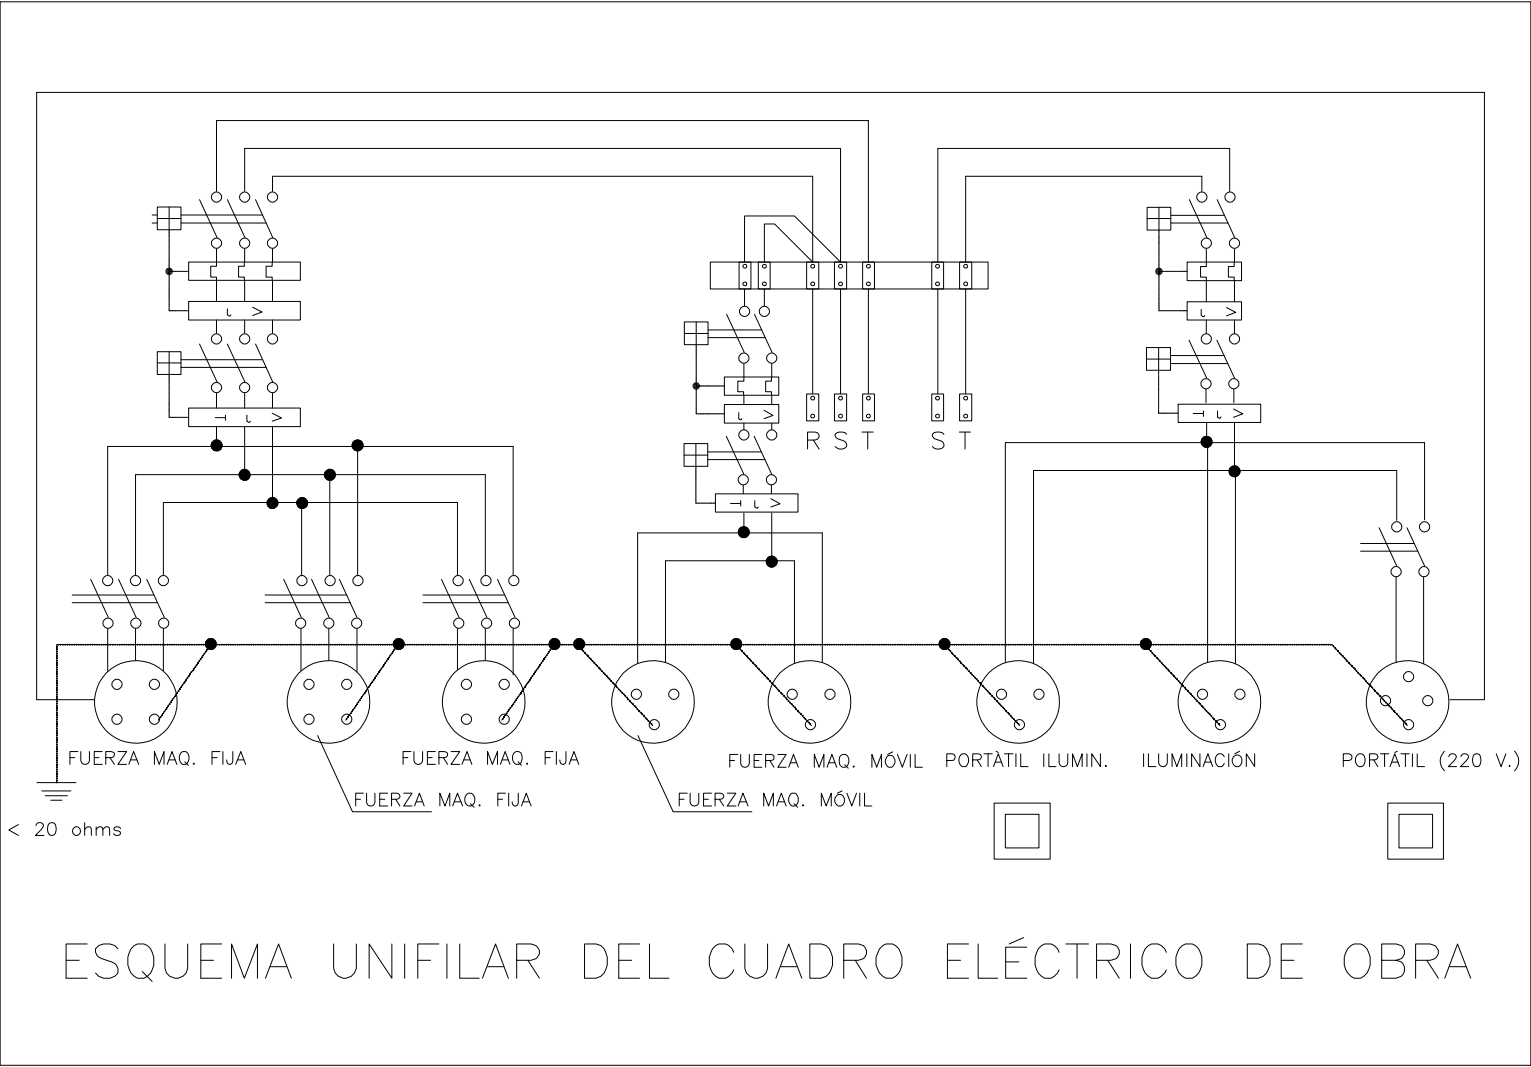 R S T S T
FUERZA MAQ. FIJA
FUERZA MAQ. FIJA
FUERZA MAQ. MÓVIL
PORTÀTIL ILUMIN.
ILUMINACIÓN
PORTÁTIL (220 V.)
FUERZA MAQ. FIJA
FUERZA MAQ. MÓVIL
< 20 ohms
ESQUEMA UNIFILAR DEL CUADRO ELÉCTRICO DE OBRA